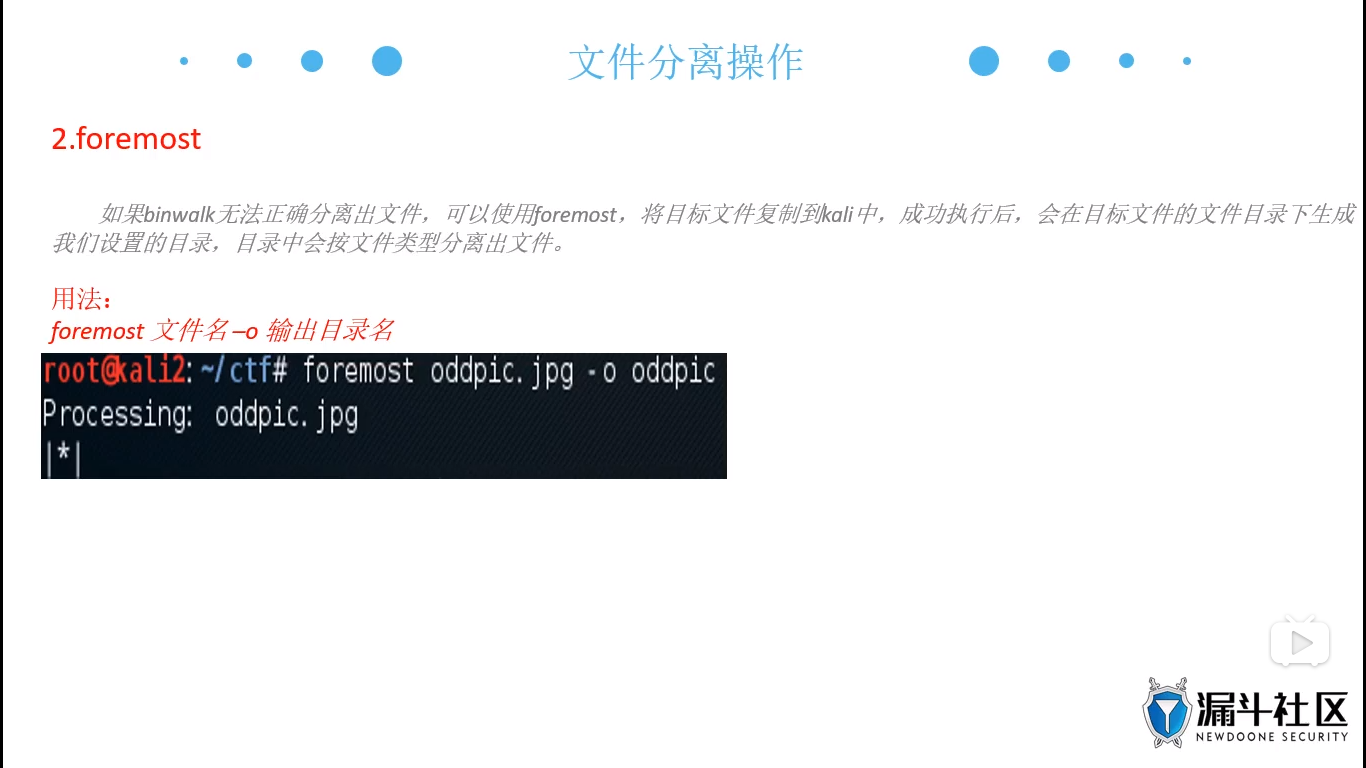 文件分离操作
2.foremost
如果binwalk无法正确分离出文件，可以使用foremost，将目标文件复制到kali中，成功执行后，会在目标文件的文件目录下生成
我们设置的目录，目录中会按文件类型分离出文件。
用法：
foremost 文件名 –o 输出目录名
root@kali2:~/ctf# foremost oddpic.jpg -o oddpic
Processing: oddpic.jpg
|*|
漏斗社区
NEWDOONE SECURITY